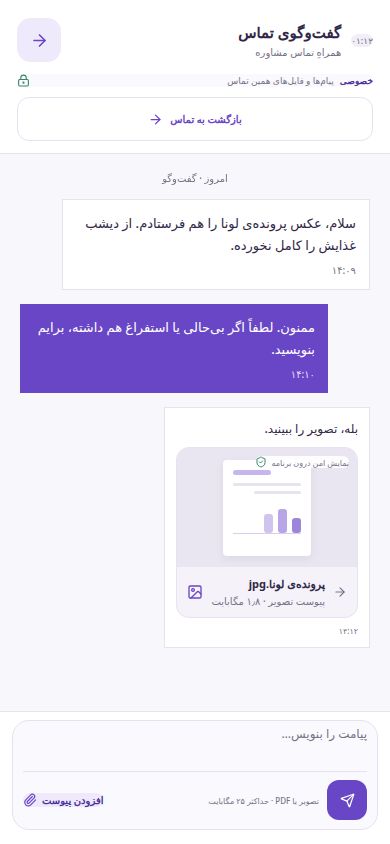 گفت‌وگوی تماس
همراهِ تماس مشاوره
۰۱:۱۳
خصوصی پیام‌ها و فایل‌های همین تماس
بازگشت به تماس
امروز · گفت‌وگو
سلام، عکس پرونده‌ی لونا را هم فرستادم. از دیشب
غذایش را کامل نخورده.
۱۴:۰۹
ممنون. لطفاً اگر بی‌حالی یا استفراغ هم داشته، برایم
بنویسید.
۱۴:۱۰
بله، تصویر را ببینید.
نمایش امن درون برنامه
پرونده‌ی لونا.jpg
پیوست تصویر · ۱٫۸ مگابایت
۱۳:۱۲
پیامت را بنویس...
تصویر یا PDF · حداکثر ۲۵ مگابایت
افزودن پیوست